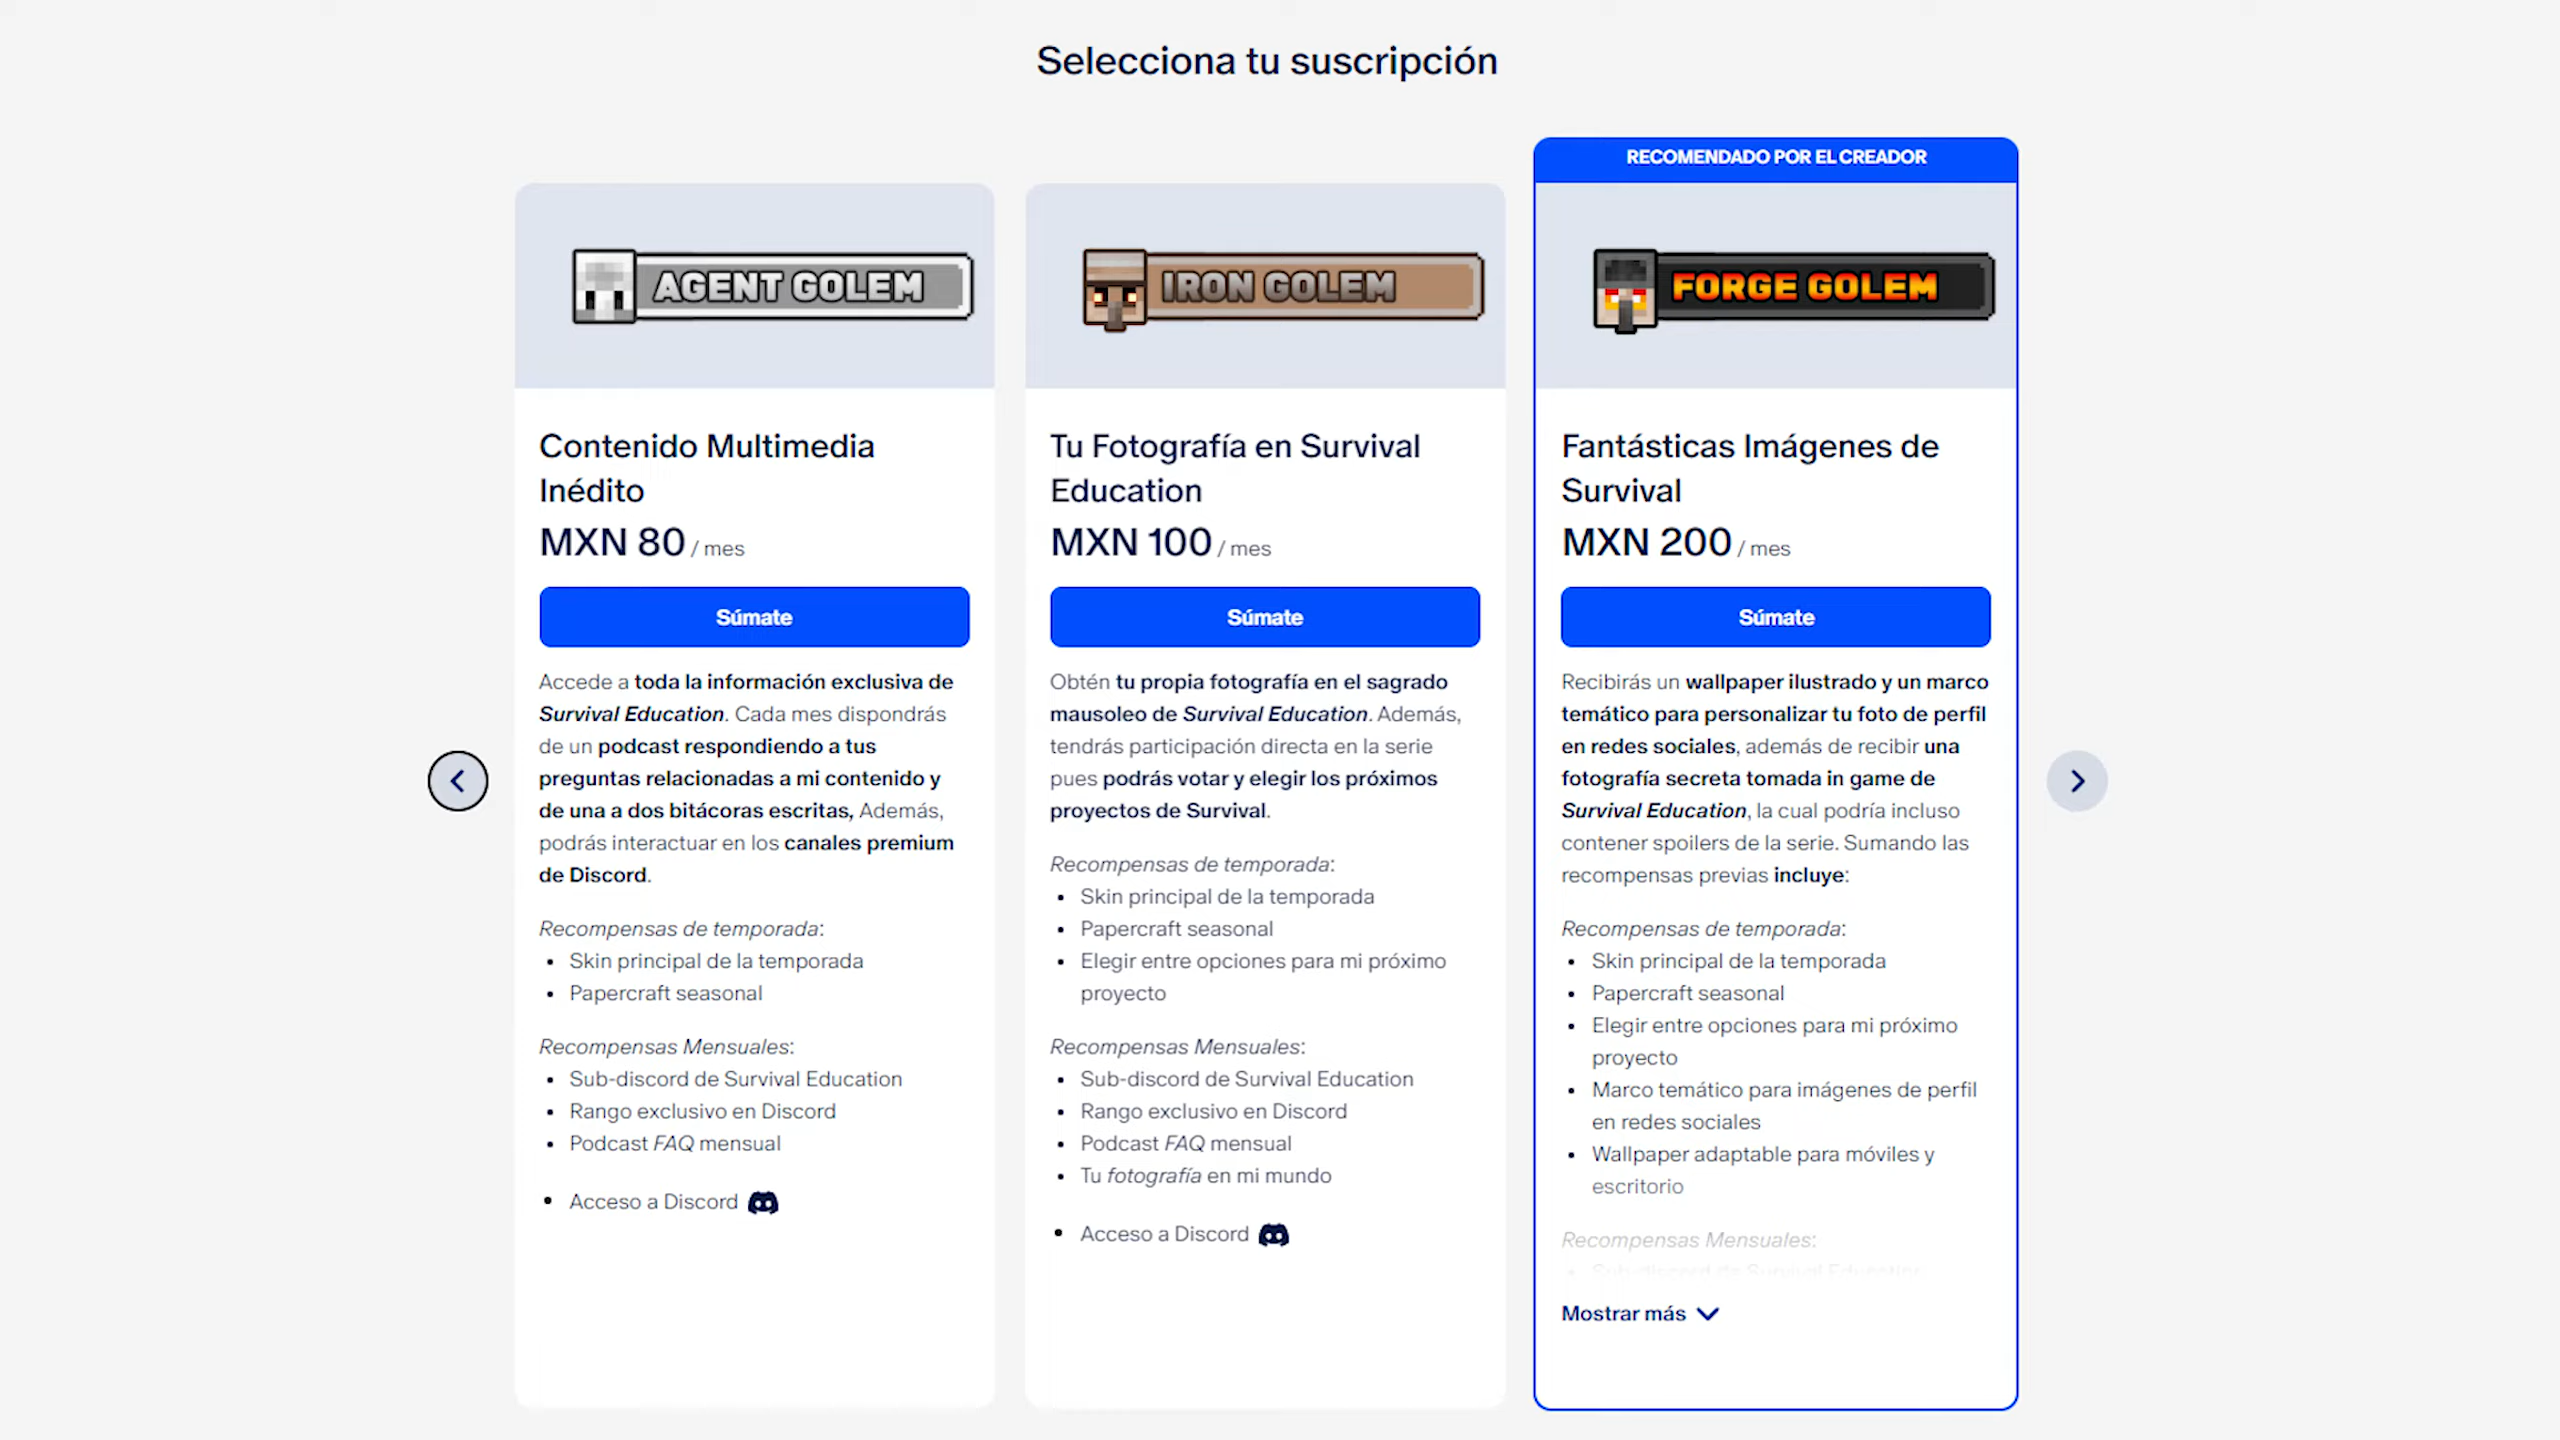 Selecciona tu suscripción
AGENT GOLEM
Contenido Multimedia
Inédito
MXN 80 / mes
Súmate
Accede a toda la información exclusiva de
Survival Education. Cada mes dispondrás
de un podcast respondiendo a tus
preguntas relacionadas a mi contenido y
de una a dos bitácoras escritas, Además,
podrás interactuar en los canales premium
de Discord.
Recompensas de temporada:
• Skin principal de la temporada
• Papercraft seasonal
Recompensas Mensuales:
• Sub-discord de Survival Education
• Rango exclusivo en Discord
• Podcast FAQ mensual
• Acceso a Discord
IRON GOLEM
Tu Fotografía en Survival
Education
MXN 100 / mes
Súmate
Obtén tu propia fotografía en el sagrado
mausoleo de Survival Education. Además,
tendrás participación directa en la serie
pues podrás votar y elegir los próximos
proyectos de Survival.
Recompensas de temporada:
• Skin principal de la temporada
• Papercraft seasonal
• Elegir entre opciones para mi próximo
proyecto
Recompensas Mensuales:
• Sub-discord de Survival Education
• Rango exclusivo en Discord
• Podcast FAQ mensual
• Tu fotografía en mi mundo
• Acceso a Discord
RECOMENDADO POR EL CREADOR
FORGE GOLEM
Fantásticas Imágenes de
Survival
MXN 200 / mes
Súmate
Recibirás un wallpaper ilustrado y un marco
temático para personalizar tu foto de perfil
en redes sociales, además de recibir una
fotografía secreta tomada in game de
Survival Education, la cual podría incluso
contener spoilers de la serie. Sumando las
recompensas previas incluye:
Recompensas de temporada:
• Skin principal de la temporada
• Papercraft seasonal
• Elegir entre opciones para mi próximo
proyecto
• Marco temático para imágenes de perfil
en redes sociales
• Wallpaper adaptable para móviles y
escritorio
Recompensas Mensuales:
• Sub-discord de Survival Education
Mostrar más